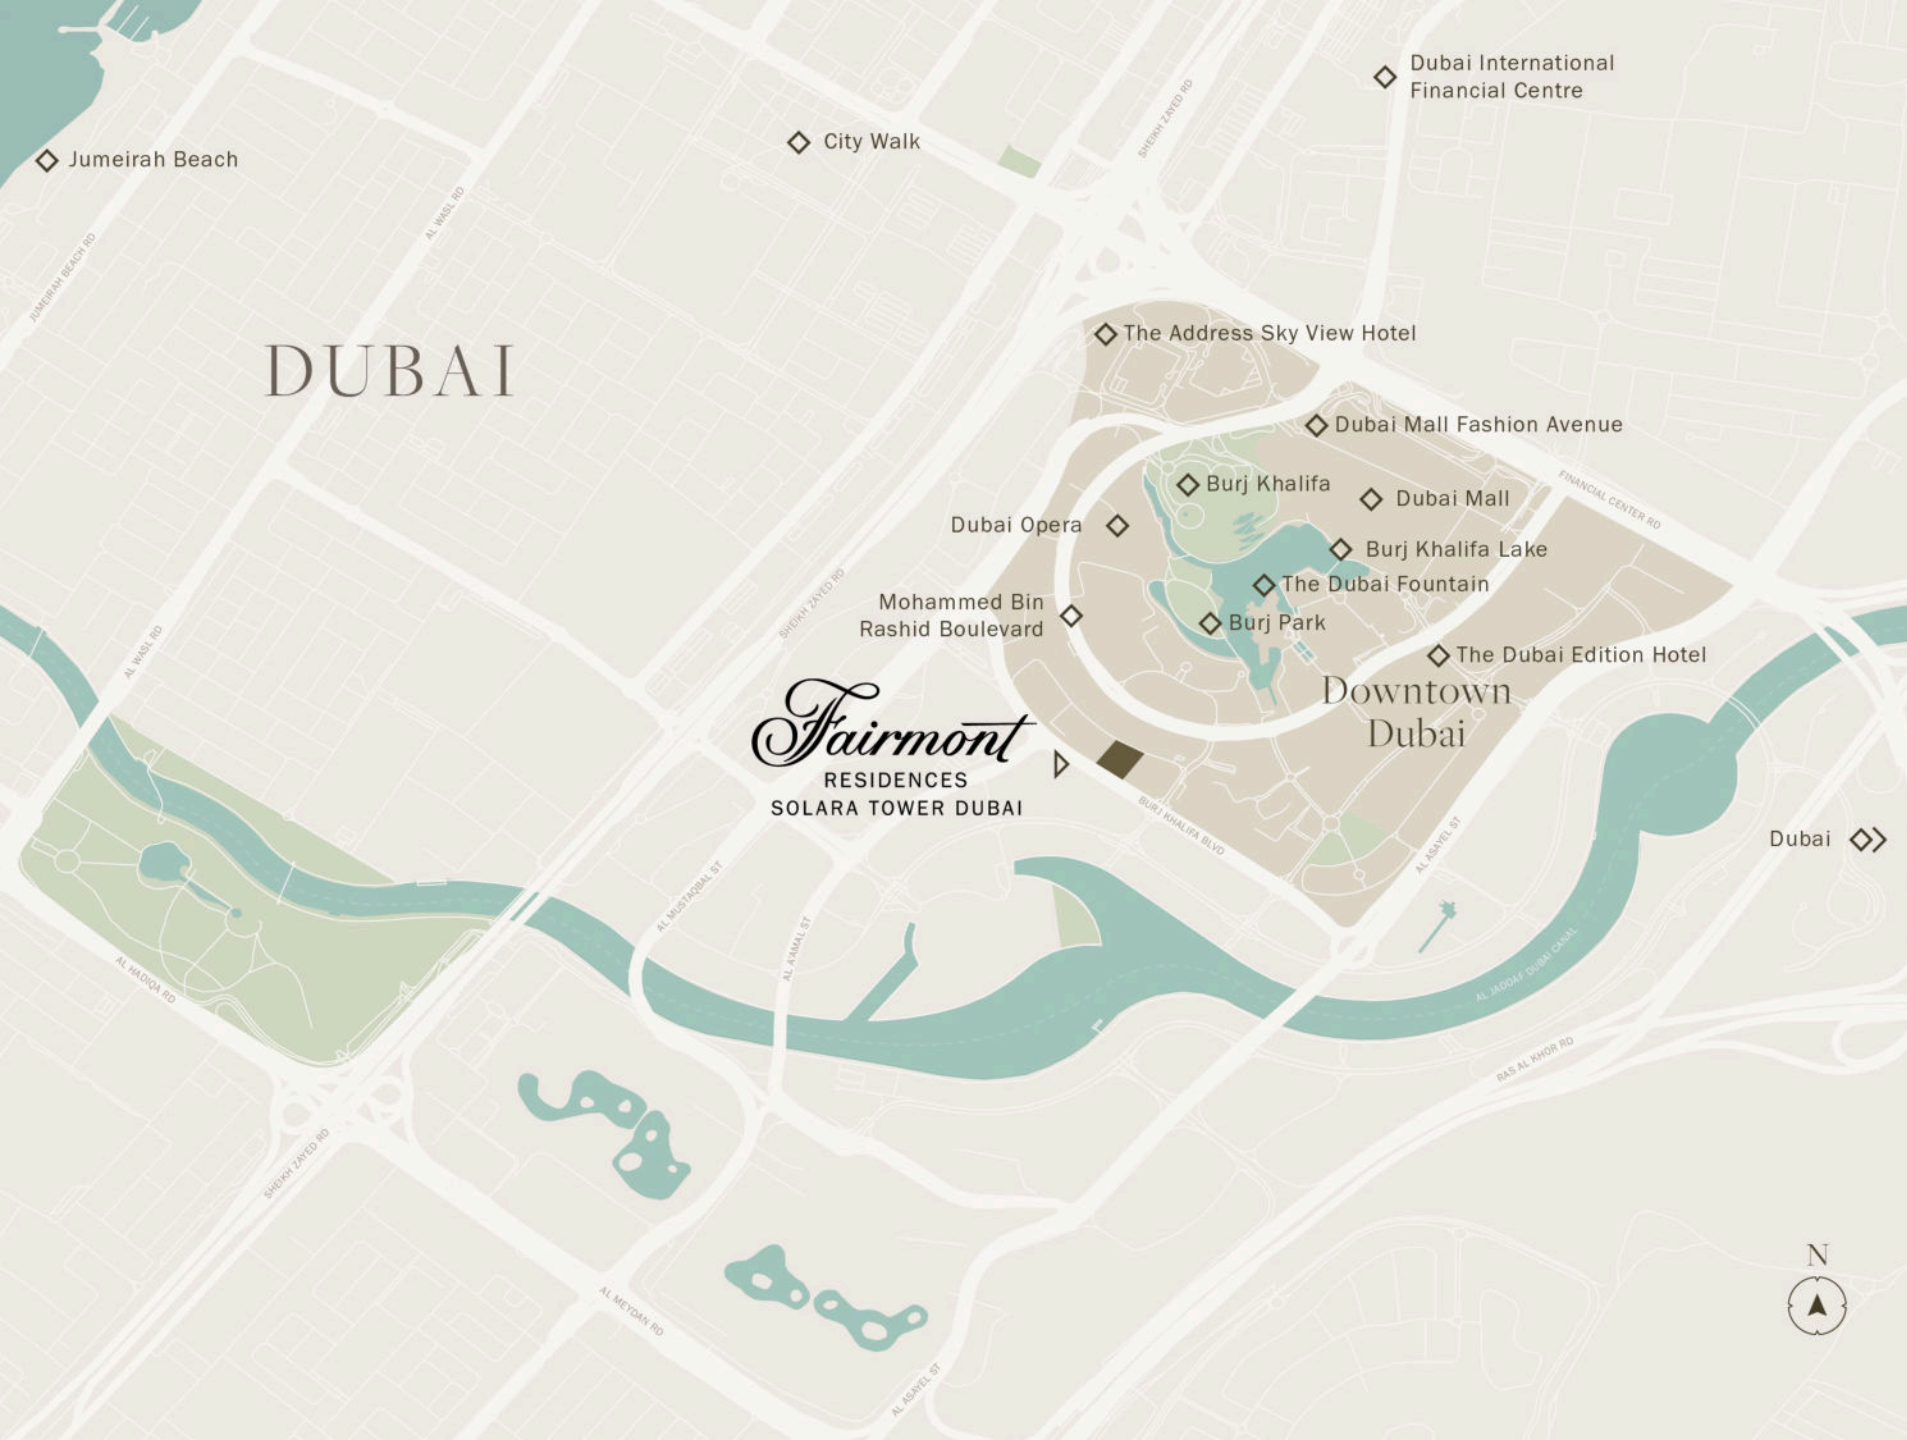 Dubai International
Financial Centre
City Walk
Jumeirah Beach
SHEIKH ZAYED RD
AL WASL RD
JUMEIRAH BEACH RD
DUBAI
The Address Sky View Hotel
Dubai Mall Fashion Avenue
Burj Khalifa
Dubai Mall
FINANCIAL CENTER RD
Dubai Opera
Burj Khalifa Lake
The Dubai Fountain
SHEIKH ZAYED RD
Mohammed Bin
Rashid Boulevard
Burj Park
AL WASL RD
The Dubai Edition Hotel
Downtown
Dubai
Fairmont
RESIDENCES
SOLARA TOWER DUBAI
BURJ KHALIFA BLVD
AL ASAYEL ST
Dubai
AL MUSTAQBAL ST
AL A'AMAL ST
AL JADDAF DUBAI CANAL
AL HADIQA RD
RAS AL KHOR RD
SHEIKH ZAYED RD
N
AL MEYDAN RD
AL ASAYEL ST